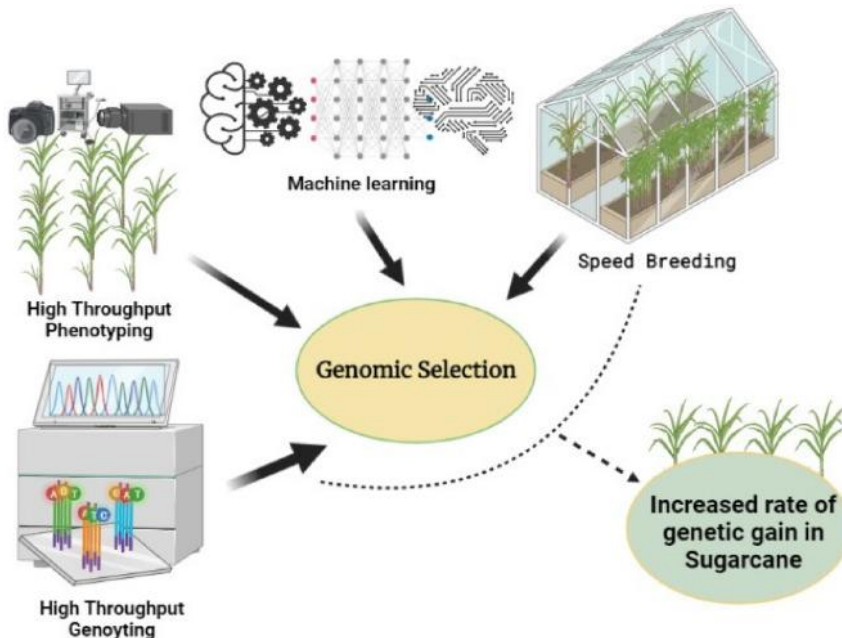 Machine learning
Speed Breeding
High Throughput
Phenotyping
Genomic Selection
A G T
G A T
A T C
Increased rate of
genetic gain in
Sugarcane
High Throughput
Genoyting